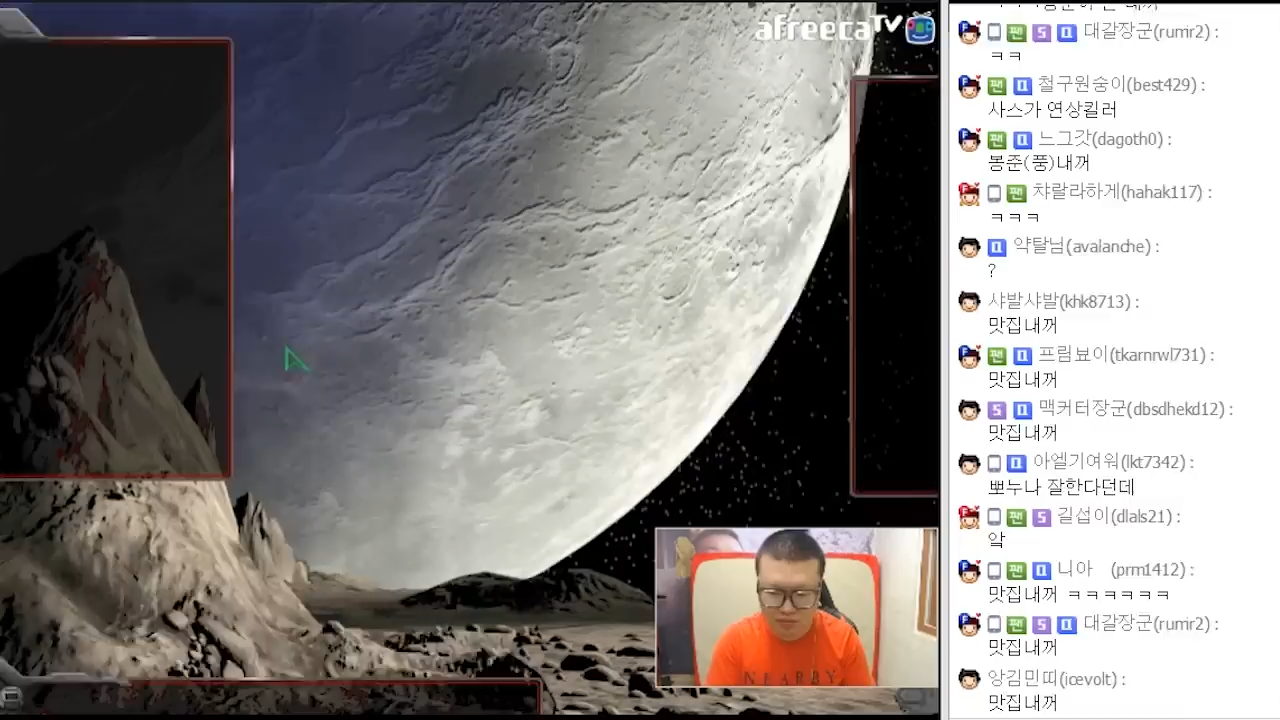 afreecaTV
대갈장군(rumir2) :
ㅋㅋ
철구원숭이(best429) :
사스가 연상킬러
느그갓(dagoth0) :
봉준(풍)내꺼
챠랄라하게(hahak117) :
ㅋㅋㅋ
약탈님(avalanche) :
?
샤발샤발(khk8713) :
맛집내꺼
프림뵤이(tkarnrwl731) :
맛집내꺼
맥커터장군(dbsdhekd12) :
맛집내꺼
아엘기여워(lkt7342) :
뽀누나 잘한다던데
길섭이(dlals21) :
악
니아 (prm1412) :
맛집내꺼 ㅋㅋㅋㅋㅋㅋ
대갈장군(rumir2) :
맛집내꺼
앙김민띠(icevolt) :
맛집내꺼
NEARBY